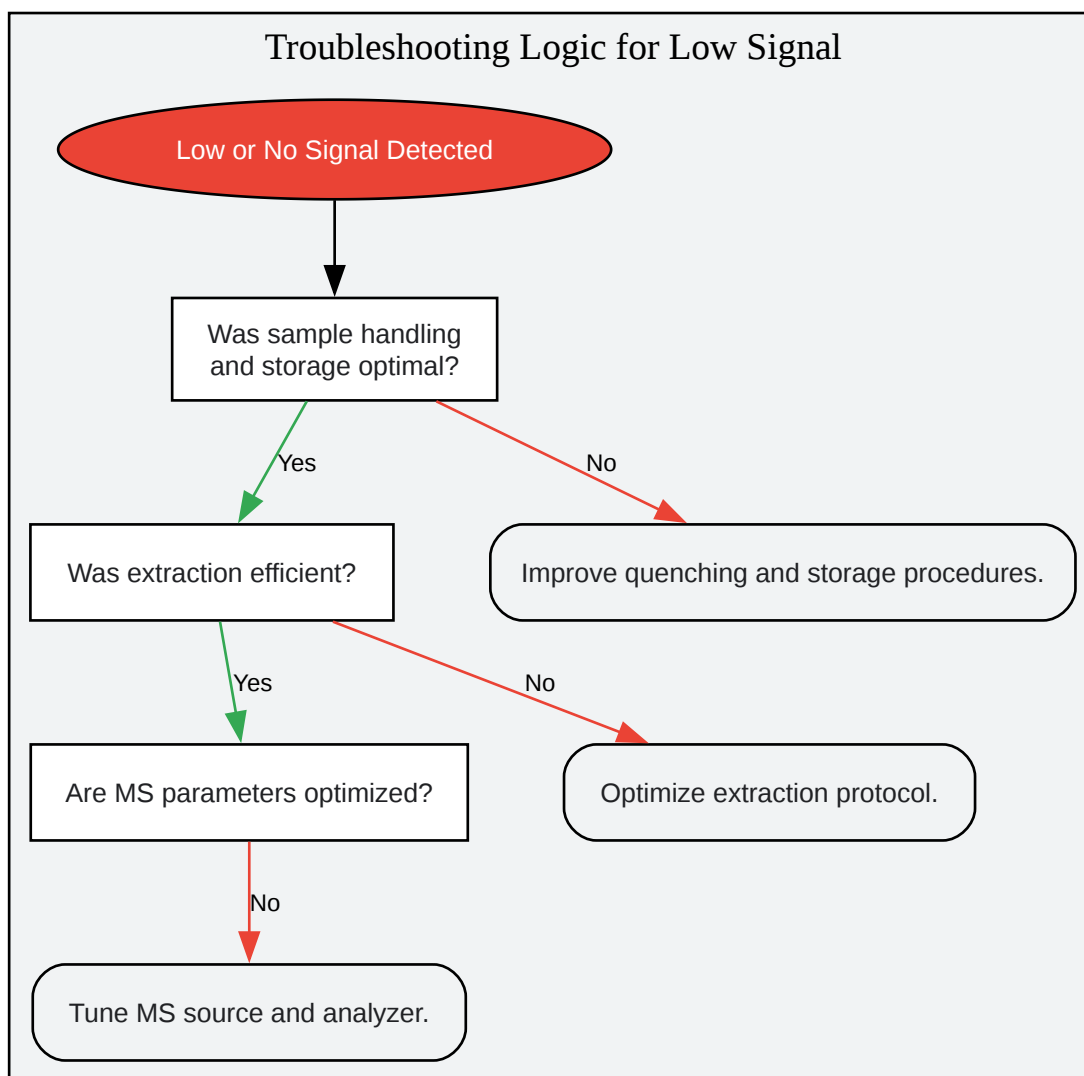 Troubleshooting Logic for Low Signal
Low or No Signal Detected
Was sample handling
and storage optimal?
Yes
No
Was extraction efficient?
Improve quenching and storage procedures.
Yes
No
Are MS parameters optimized?
Optimize extraction protocol.
No
Tune MS source and analyzer.